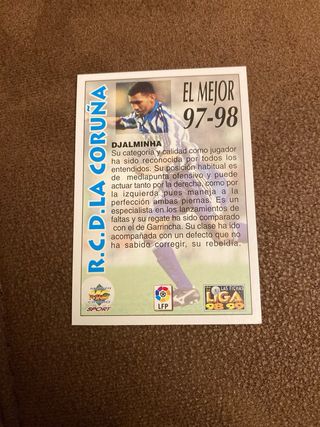 R.C.D. LA CORUÑA
EL MEJOR
97-98
DJALMINHA
Su categoría y calidad como jugador
ha sido reconocida por todos los
entendidos. Su posición habitual es
de mediapunta ofensivo y puede
actuar tanto por la derecha, como por
la izquierda pues maneja a la
perfección ambas piernas. Es un
especialista en los lanzamientos de
faltas y su regate ha sido comparado
con el de Garrincha. Su clase ha ido
acompañada con un defecto que no
ha sabido corregir, su rebeldía.
SPORT
LFP
LAS FICHAS
LIGA
98 99